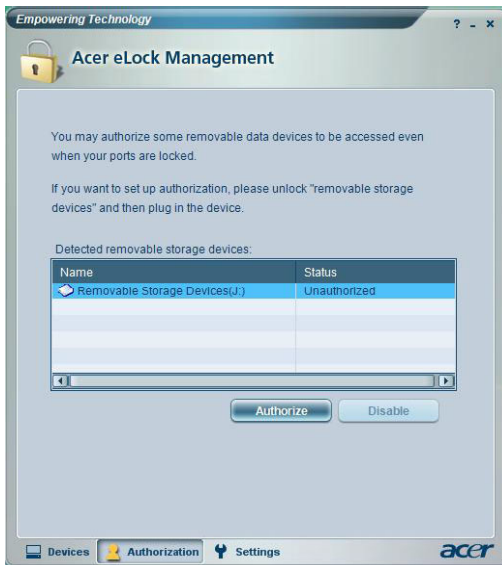 Empowering Technology
? - ×
Acer eLock Management
You may authorize some removable data devices to be accessed even
when your ports are locked.
If you want to set up authorization, please unlock "removable storage
devices" and then plug in the device.
Detected removable storage devices:
Name Status
Removable Storage Devices(J:) Unauthorized
Authorize Disable
Devices Authorization Settings acer